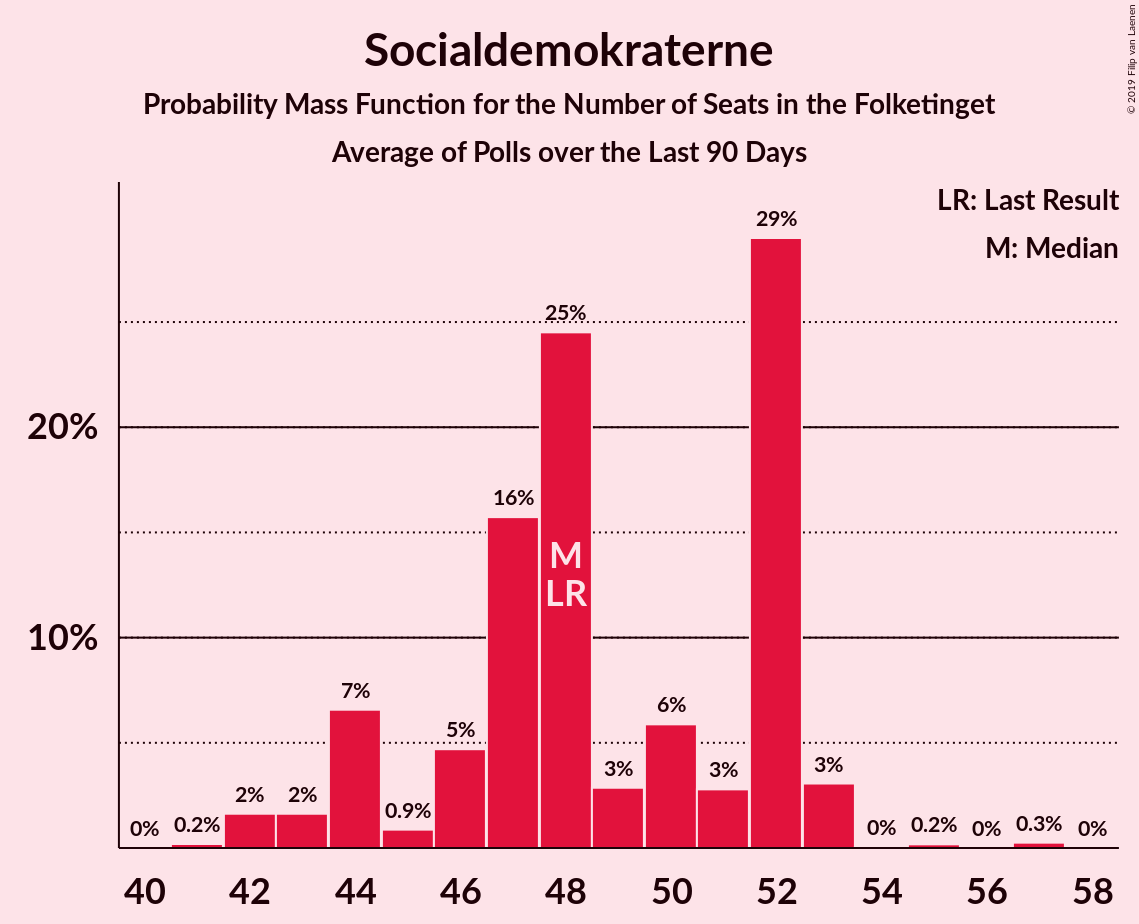 Socialdemokraterne
Probability Mass Function for the Number of Seats in the Folketinget
Average of Polls over the Last 90 Days
© 2019 Filip van Laenen
LR: Last Result
M: Median
20%
10%
0%
0.2%
2%
2%
7%
0.9%
5%
16%
25%
3%
6%
3%
29%
3%
0%
0.2%
0%
0.3%
0%
M
LR
40 42 44 46 48 50 52 54 56 58